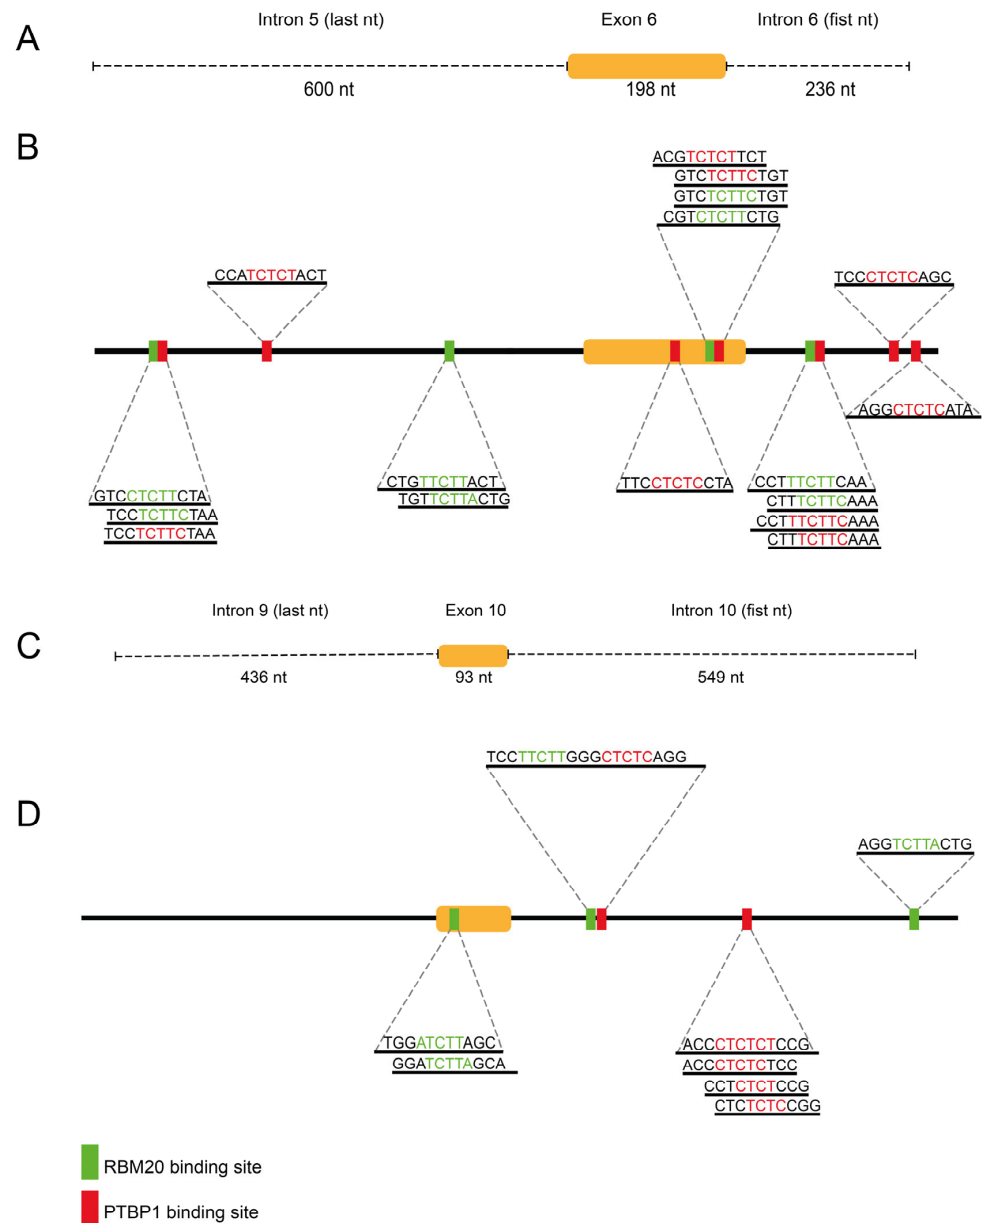 A
Intron 5 (last nt) Exon 6 Intron 6 (fist nt)
600 nt 198 nt 236 nt
B
ACGTCTCTTCT
GTCTCTTCTGT
GTCTCTTCTGT
CGTCTCTTCTG
CCATCTCTACT
TCCCTCTCAGC
AGGCTCTCATA
GTCCTCTTCTA
TCCTCTTCTAA
TCCTCTTCTAA
CTGTTCTTACT
TGTTCTTACTG
TTCCTCTCCTA
CCTTTCTTCAA
CTTTCTTCAAA
CCTTTCTTCAAA
CTTTCTTCAAA
C
Intron 9 (last nt) Exon 10 Intron 10 (fist nt)
436 nt 93 nt 549 nt
D
TCCTTCTTGGGCTCTCAGG
AGGTCTTACTG
TGGATCTTAGC
GGATCTTAGCA
ACCCTCTCTCCG
ACCCTCTCTCC
CCTCTCTCCG
CTCTCTCCGG
RBM20 binding site
PTBP1 binding site